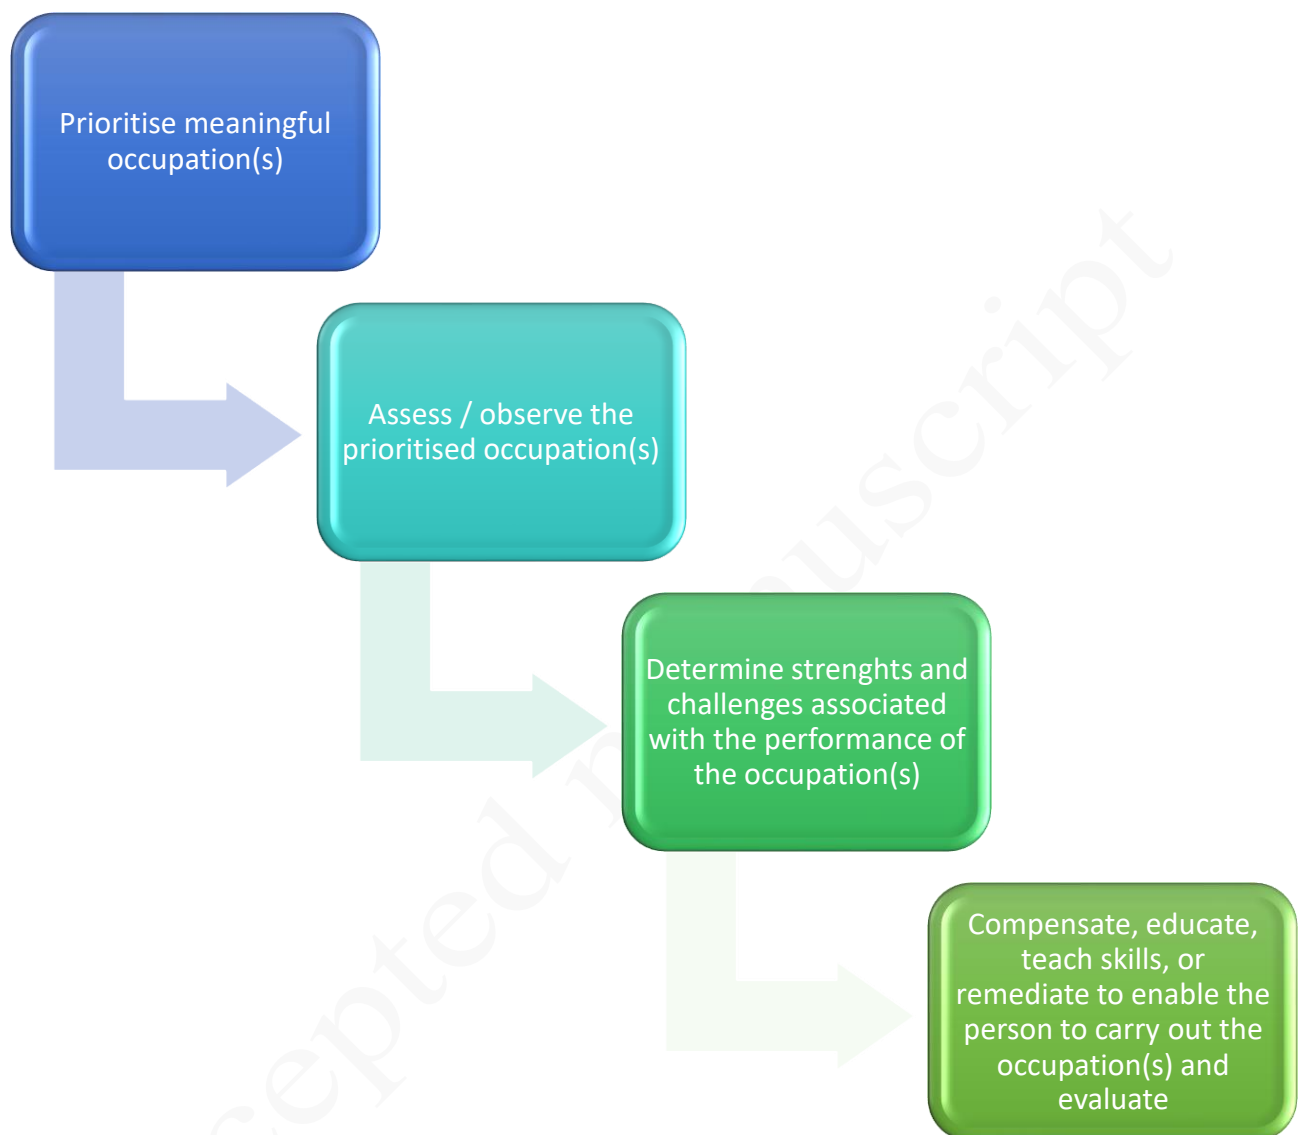 Prioritise meaningful
occupation(s)
Assess / observe the
prioritised occupation(s)
Determine strenghts and
challenges associated
with the performance of
the occupation(s)
Compensate, educate,
teach skills, or
remediate to enable the
person to carry out the
occupation(s) and
evaluate